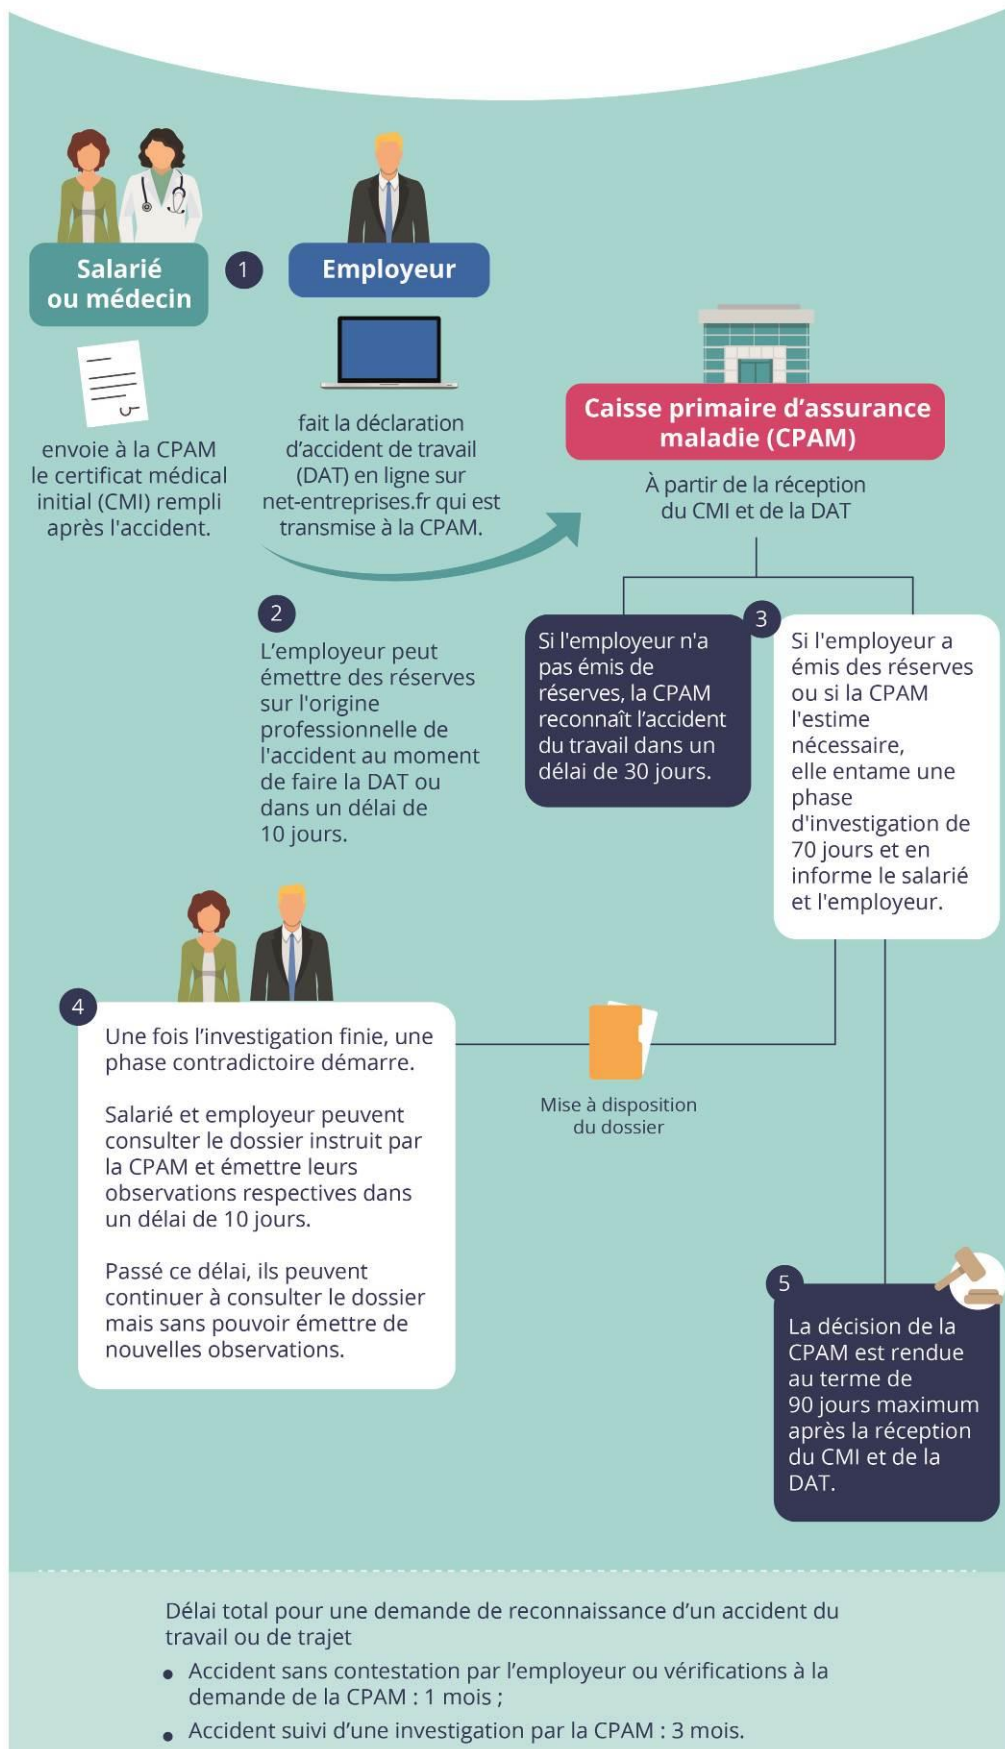 Salarié
ou médecin
1
Employeur
envoie à la CPAM
le certificat médical
initial (CMI) rempli
après l'accident.
fait la déclaration
d’accident de travail
(DAT) en ligne sur
net-entreprises.fr qui est
transmise à la CPAM.
Caisse primaire d’assurance
maladie (CPAM)
À partir de la réception
du CMI et de la DAT
2
L’employeur peut
émettre des réserves
sur l'origine
professionnelle de
l'accident au moment
de faire la DAT ou
dans un délai de
10 jours.
Si l'employeur n'a
pas émis de
réserves, la CPAM
reconnaît l’accident
du travail dans un
délai de 30 jours.
3
Si l'employeur a
émis des réserves
ou si la CPAM
l'estime
nécessaire,
elle entame une
phase
d'investigation de
70 jours et en
informe le salarié
et l'employeur.
4
Une fois l’investigation finie, une
phase contradictoire démarre.
Salarié et employeur peuvent
consulter le dossier instruit par
la CPAM et émettre leurs
observations respectives dans
un délai de 10 jours.
Passé ce délai, ils peuvent
continuer à consulter le dossier
mais sans pouvoir émettre de
nouvelles observations.
Mise à disposition
du dossier
5
La décision de la
CPAM est rendue
au terme de
90 jours maximum
après la réception
du CMI et de la
DAT.
Délai total pour une demande de reconnaissance d’un accident du
travail ou de trajet
• Accident sans contestation par l’employeur ou vérifications à la
demande de la CPAM : 1 mois ;
• Accident suivi d’une investigation par la CPAM : 3 mois.